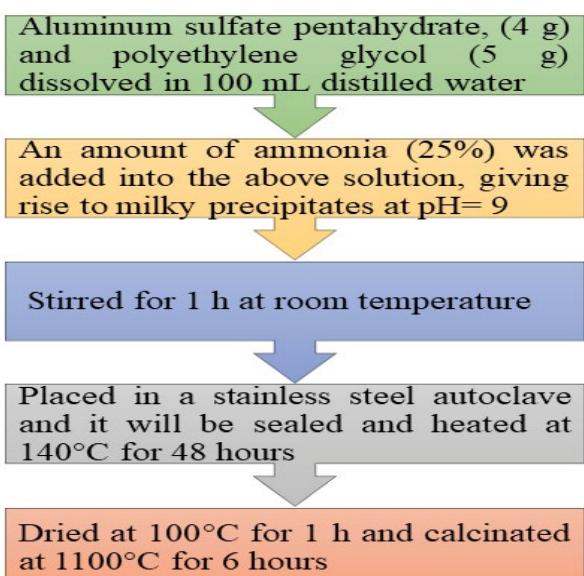 Aluminum sulfate pentahydrate, (4 g)
and polyethylene glycol (5 g)
dissolved in 100 mL distilled water
An amount of ammonia (25%) was
added into the above solution, giving
rise to milky precipitates at pH= 9
Stirred for 1 h at room temperature
Placed in a stainless steel autoclave
and it will be sealed and heated at
140°C for 48 hours
Dried at 100°C for 1 h and calcinated
at 1100°C for 6 hours